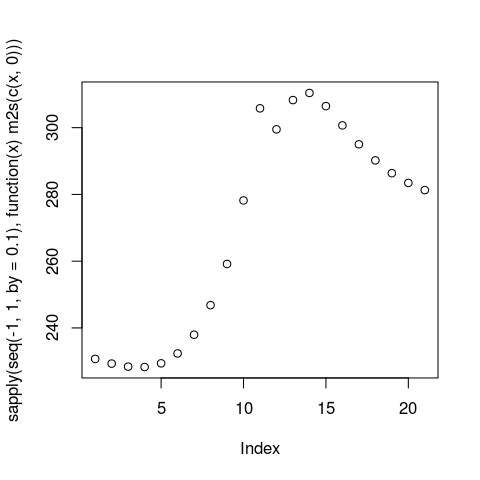 sapply(seq(-1, 1, by = 0.1), function(x) m2s(c(x, 0)))
300
280
260
240
5 10 15 20
Index